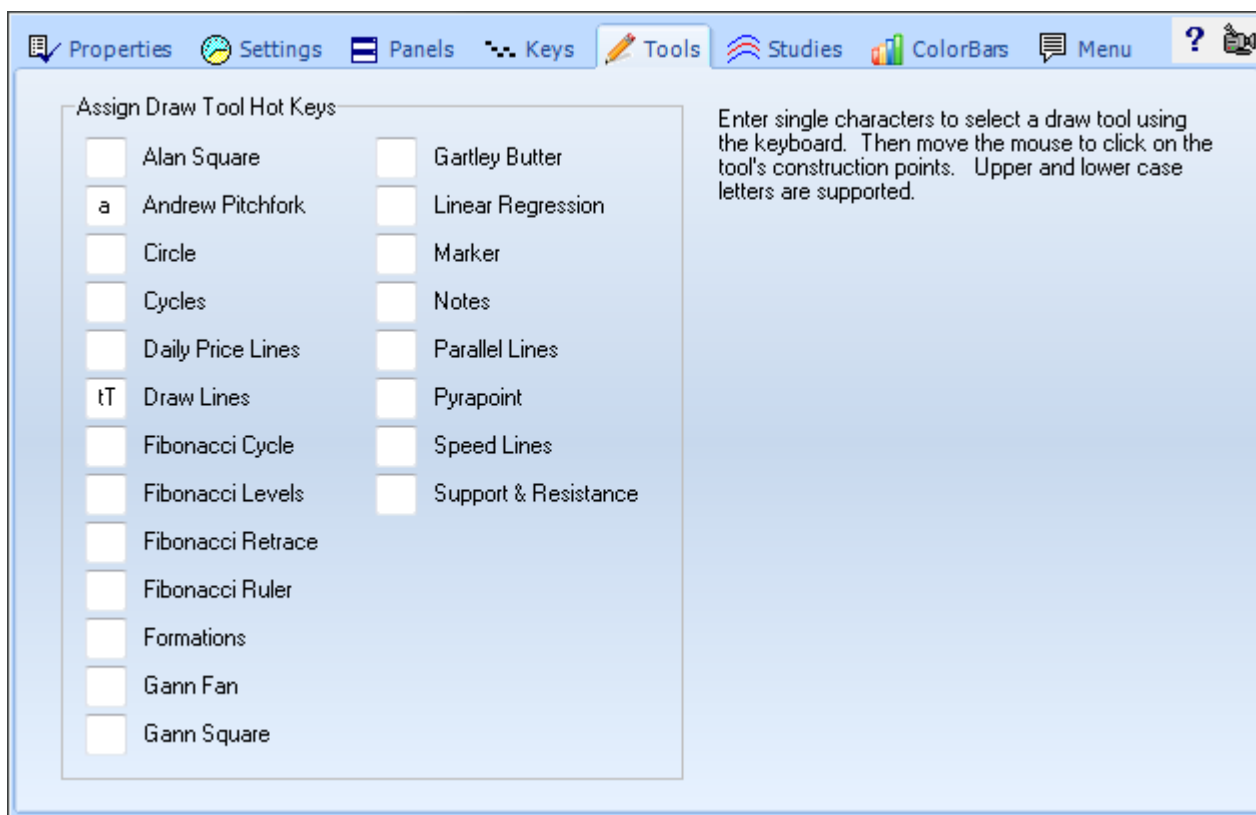 Properties Settings Panels Keys Tools Studies ColorBars Menu ?
Assign Draw Tool Hot Keys
Alan Square
a Andrew Pitchfork
Circle
Cycles
Daily Price Lines
tT Draw Lines
Fibonacci Cycle
Fibonacci Levels
Fibonacci Retrace
Fibonacci Ruler
Formations
Gann Fan
Gann Square
Gartley Butter
Linear Regression
Marker
Notes
Parallel Lines
Pyrapoint
Speed Lines
Support & Resistance
Enter single characters to select a draw tool using
the keyboard. Then move the mouse to click on the
tool's construction points. Upper and lower case
letters are supported.